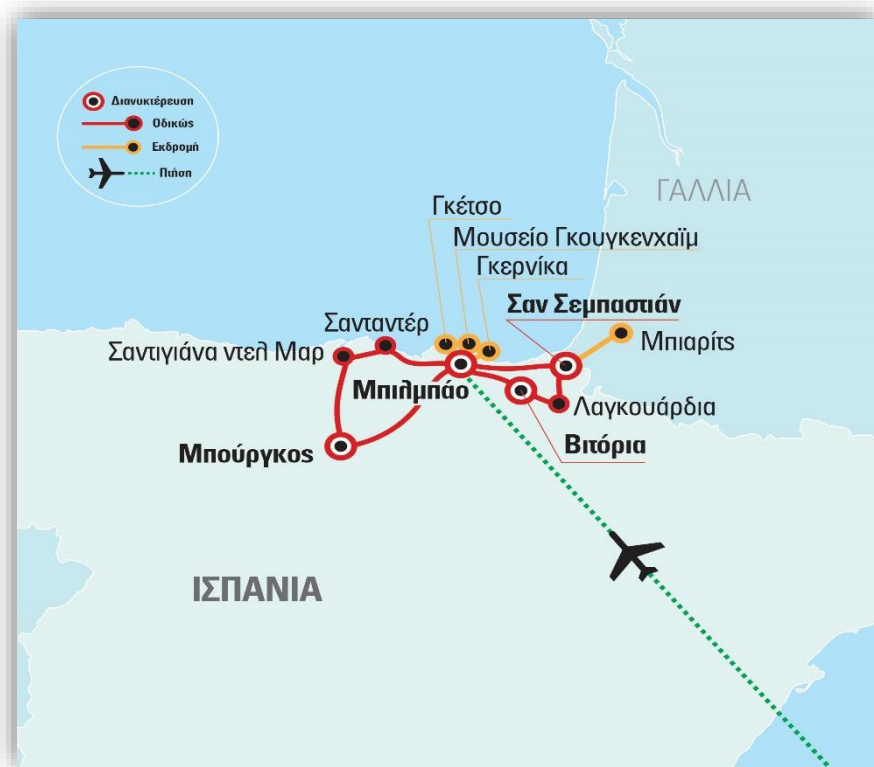 Διανυκτέρευση
Οδικώς
Εκδρομή
Πτήση
ΓΑΛΛΙΑ
Γκέτσο
Μουσείο Γκουγκενχαϊμ
Γκερνίκα
Σαν Σεμπαστιάν
Σανταντέρ
Μπιαρίτς
Σαντιγιάνα ντελ Μαρ
Μπιλμπάο
Λαγκουάρδια
Βιτόρια
Μπούργκος
ΙΣΠΑΝΙΑ